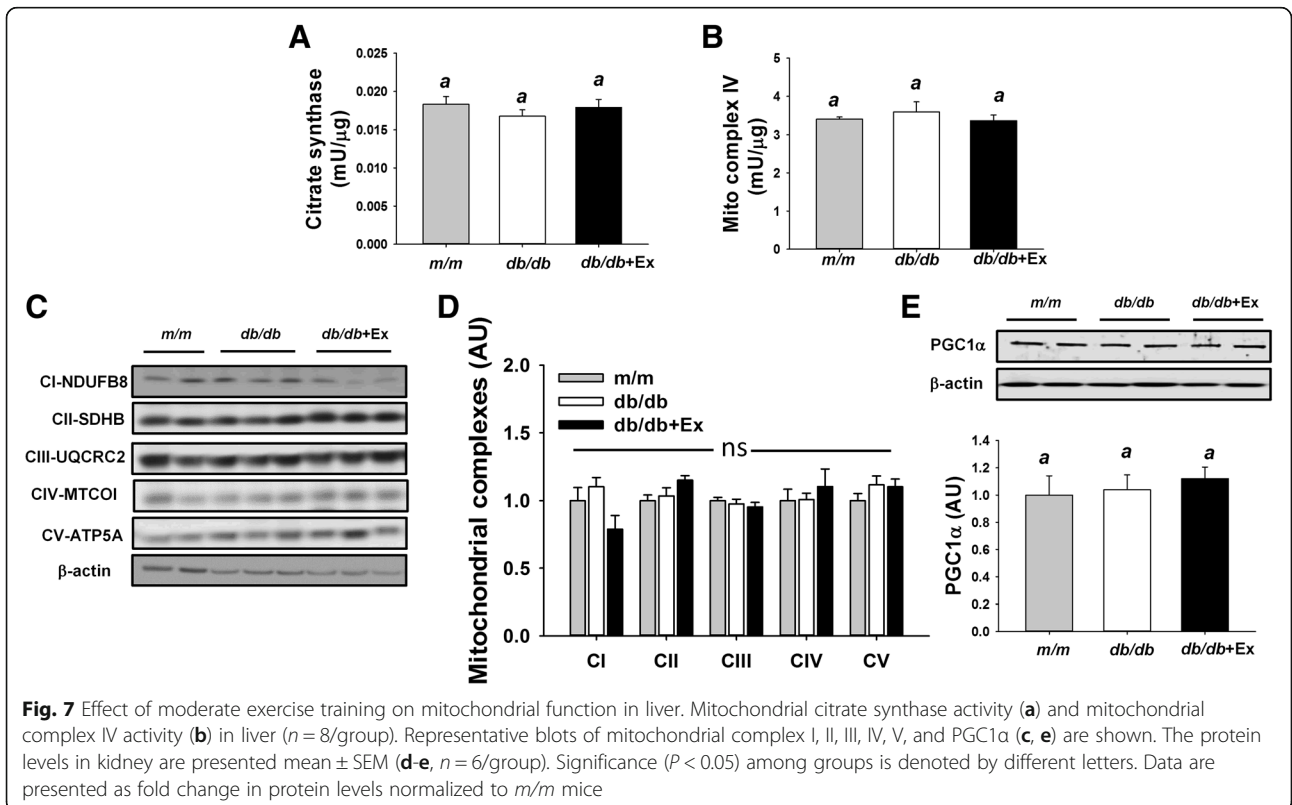 A
Citrate synthase
(mU/μg)
0.025
0.020
0.015
0.010
0.005
0.000
a
a
a
m/m
db/db
db/db+Ex
B
Mito complex IV
(mU/μg)
5
4
3
2
1
0
a
a
a
m/m
db/db
db/db+Ex
C
m/m
db/db
db/db+Ex
CI-NDUFB8
CII-SDHB
CIII-UQCRC2
CIV-MTCOI
CV-ATP5A
β-actin
D
Mitochondrial complexes (AU)
2.0
1.5
1.0
0.5
0.0
m/m
db/db
db/db+Ex
ns
CI
CII
CIII
CIV
CV
E
m/m
db/db
db/db+Ex
PGC1α
β-actin
PGC1α (AU)
1.4
1.2
1.0
0.8
0.6
0.4
0.2
0.0
a
a
a
m/m
db/db
db/db+Ex
Fig. 7 Effect of moderate exercise training on mitochondrial function in liver. Mitochondrial citrate synthase activity (a) and mitochondrial
complex IV activity (b) in liver (n = 8/group). Representative blots of mitochondrial complex I, II, III, IV, V, and PGC1α (c, e) are shown. The protein
levels in kidney are presented mean ± SEM (d-e, n = 6/group). Significance (P < 0.05) among groups is denoted by different letters. Data are
presented as fold change in protein levels normalized to m/m mice